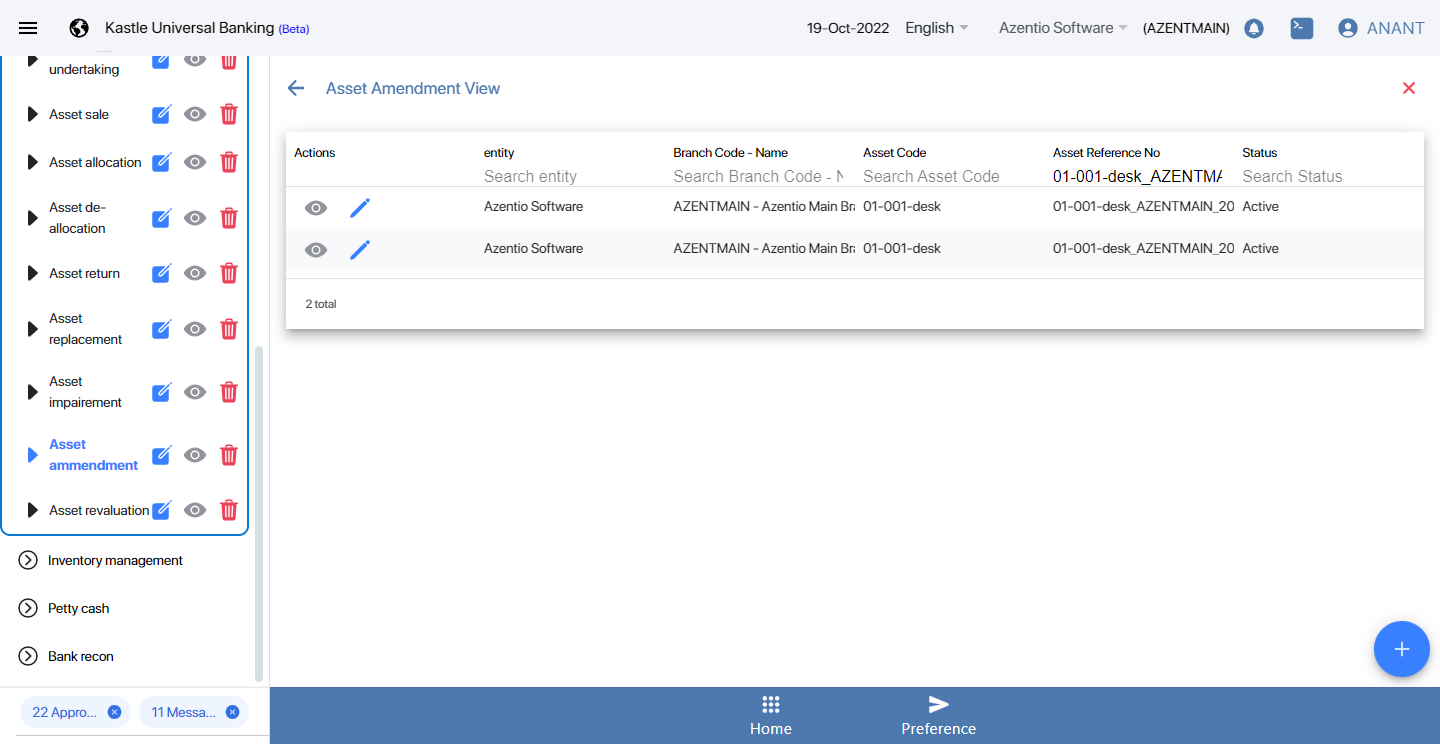 Kastle Universal Banking (Beta)
19-Oct-2022 English Azentio Software (AZENTMAIN) ANANT
undertaking
Asset sale
Asset allocation
Asset de-
allocation
Asset return
Asset
replacement
Asset
impairement
Asset
ammendment
Asset revaluation
Inventory management
Petty cash
Bank recon
22 Appro...
11 Messa...
Asset Amendment View
Actions entity Branch Code - Name Asset Code Asset Reference No Status
Search entity Search Branch Code - N Search Asset Code 01-001-desk_AZENTMA Search Status
Azentio Software AZENTMAIN - Azentio Main Bra 01-001-desk 01-001-desk_AZENTMAIN_20 Active
Azentio Software AZENTMAIN - Azentio Main Bra 01-001-desk 01-001-desk_AZENTMAIN_20 Active
2 total
Home
Preference